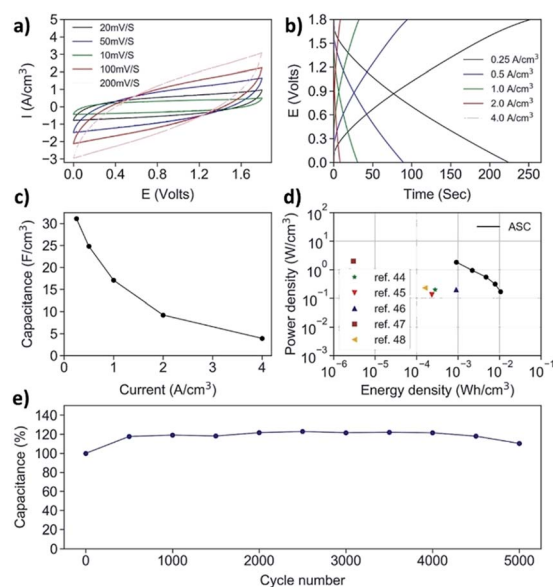 a)
5
4
3
2
1
0
−1
−2
−3
I (A/cm³)
20mV/S
50mV/S
10mV/S
100mV/S
200mV/S
0.0 0.4 0.8 1.2 1.6
E (Volts)
b)
1.8
1.5
1.2
0.9
0.6
0.3
0.0
E (Volts)
0.25 A/cm³
0.5 A/cm³
1.0 A/cm³
2.0 A/cm³
4.0 A/cm³
0 50 100 150 200 250
Time (Sec)
c)
30
25
20
15
10
5
0
Capacitance (F/cm³)
0 1 2 3 4
Current (A/cm³)
d)
10²
10¹
10⁰
10⁻¹
10⁻²
10⁻³
Power density (W/cm³)
ASC
ref. 44
ref. 45
ref. 46
ref. 47
ref. 48
10⁻⁶ 10⁻⁵ 10⁻⁴ 10⁻³ 10⁻² 10⁻¹
Energy density (Wh/cm³)
e)
140
120
100
80
60
40
20
0
Capacitance (%)
0 1000 2000 3000 4000 5000
Cycle number